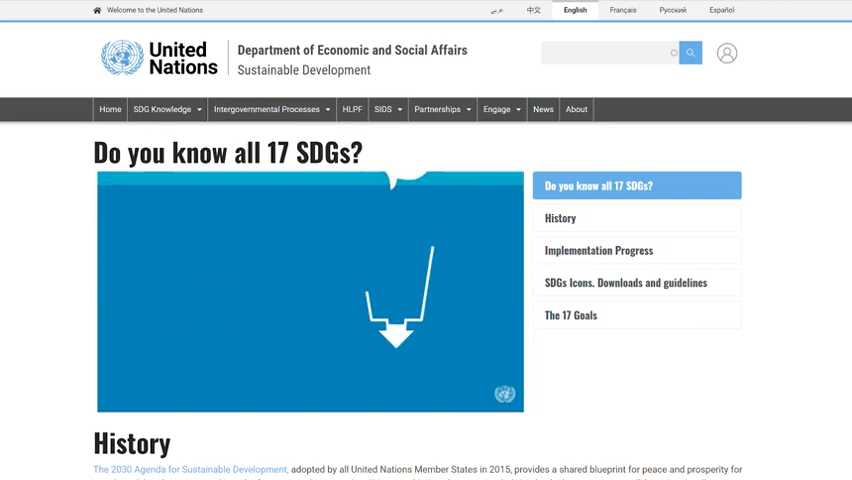 Welcome to the United Nations
عربي 中文 English Français Русский Español
United
Nations
Department of Economic and Social Affairs
Sustainable Development
Home SDG Knowledge Intergovernmental Processes HLPF SIDS Partnerships Engage News About
Do you know all 17 SDGs?
Do you know all 17 SDGs?
History
Implementation Progress
SDGs Icons. Downloads and guidelines
The 17 Goals
History
The 2030 Agenda for Sustainable Development, adopted by all United Nations Member States in 2015, provides a shared blueprint for peace and prosperity for